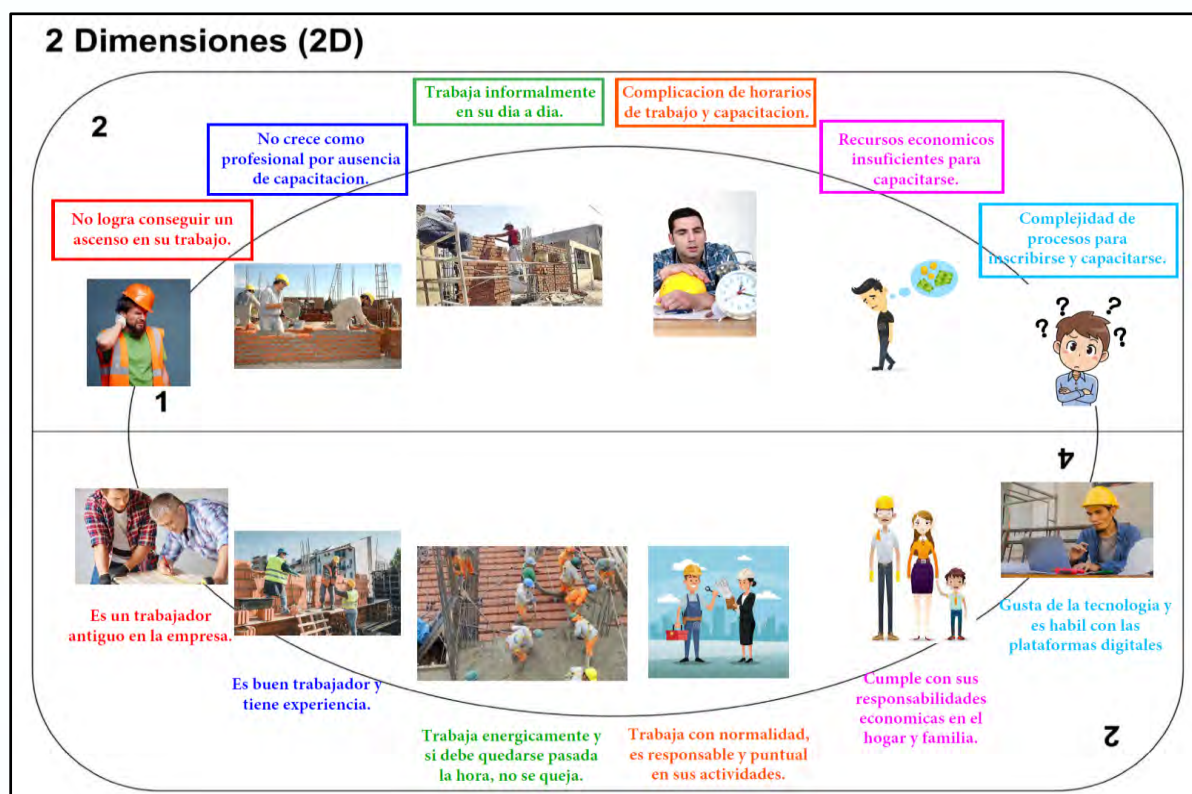 2 Dimensiones (2D)
2
Trabaja informalmente
en su dia a dia.
Complicacion de horarios
de trabajo y capacitacion.
No crece como
profesional por ausencia
de capacitacion.
Recursos economicos
insuficientes para
capacitarse.
No logra conseguir un
ascenso en su trabajo.
Complejidad de
procesos para
inscribirse y capacitarse.
? ? ? ?
1
4
Es un trabajador
antiguo en la empresa.
Es buen trabajador y
tiene experiencia.
Trabaja energicamente y
si debe quedarse pasada
la hora, no se queja.
Trabaja con normalidad,
es responsable y puntual
en sus actividades.
Cumple con sus
responsabilidades
economicas en el
hogar y familia.
Gusta de la tecnologia y
es habil con las
plataformas digitales
2